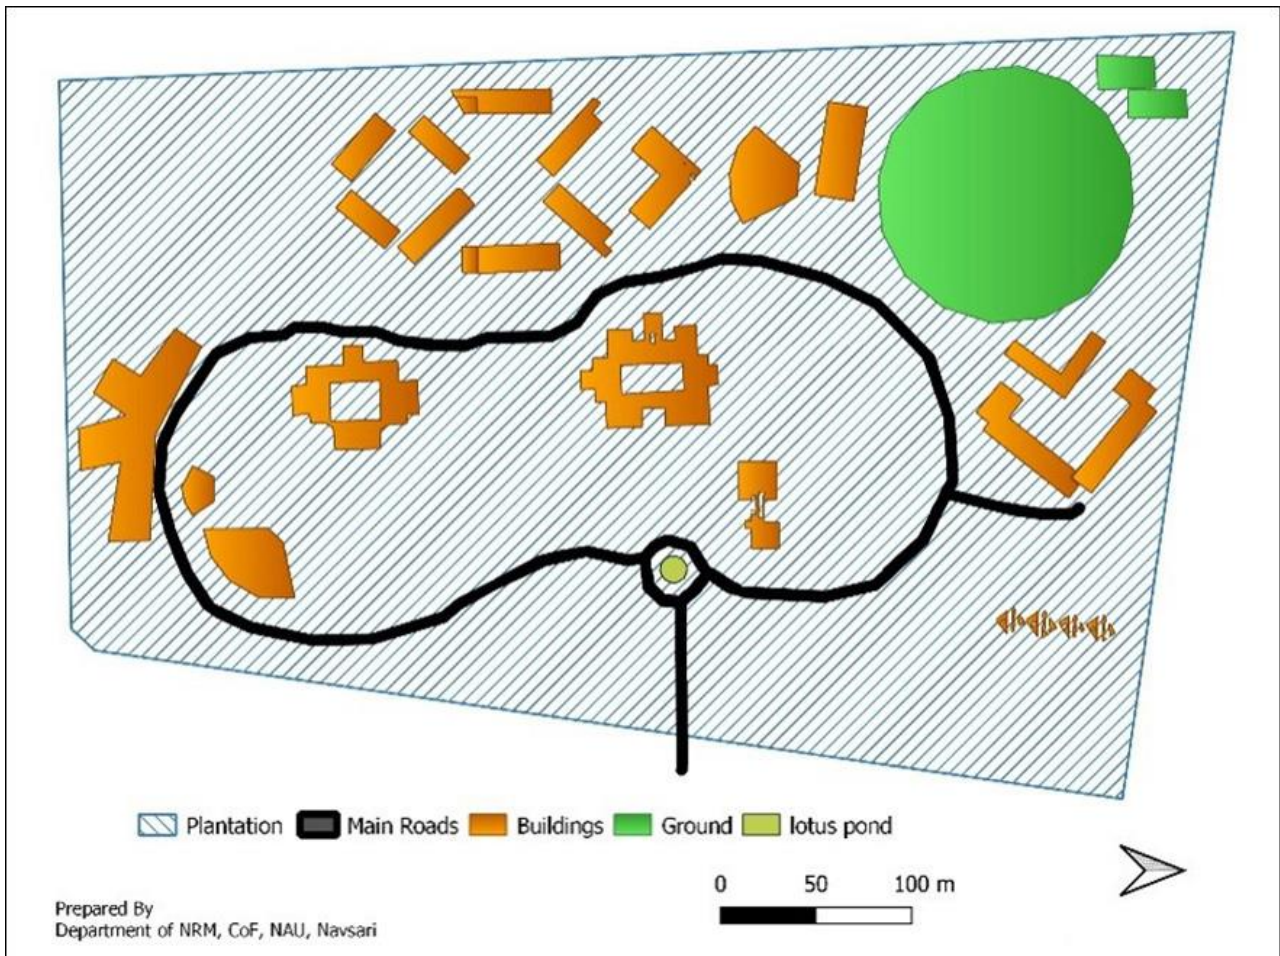 Plantation Main Roads Buildings Ground lotus pond
0 50 100 m
Prepared By
Department of NRM, CoF, NAU, Navsari